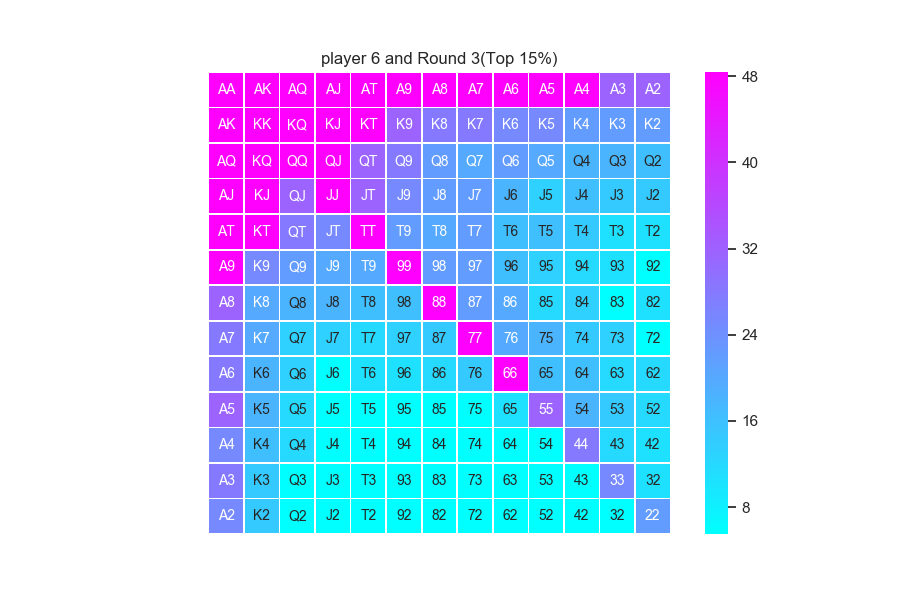 player 6 and Round 3(Top 15%)
AA AK AQ AJ AT A9 A8 A7 A6 A5 A4 A3 A2
AK KK KQ KJ KT K9 K8 K7 K6 K5 K4 K3 K2
AQ KQ QQ QJ QT Q9 Q8 Q7 Q6 Q5 Q4 Q3 Q2
AJ KJ QJ JJ JT J9 J8 J7 J6 J5 J4 J3 J2
AT KT QT JT TT T9 T8 T7 T6 T5 T4 T3 T2
A9 K9 Q9 J9 T9 99 98 97 96 95 94 93 92
A8 K8 Q8 J8 T8 98 88 87 86 85 84 83 82
A7 K7 Q7 J7 T7 97 87 77 76 75 74 73 72
A6 K6 Q6 J6 T6 96 86 76 66 65 64 63 62
A5 K5 Q5 J5 T5 95 85 75 65 55 54 53 52
A4 K4 Q4 J4 T4 94 84 74 64 54 44 43 42
A3 K3 Q3 J3 T3 93 83 73 63 53 43 33 32
A2 K2 Q2 J2 T2 92 82 72 62 52 42 32 22
48
40
32
24
16
8